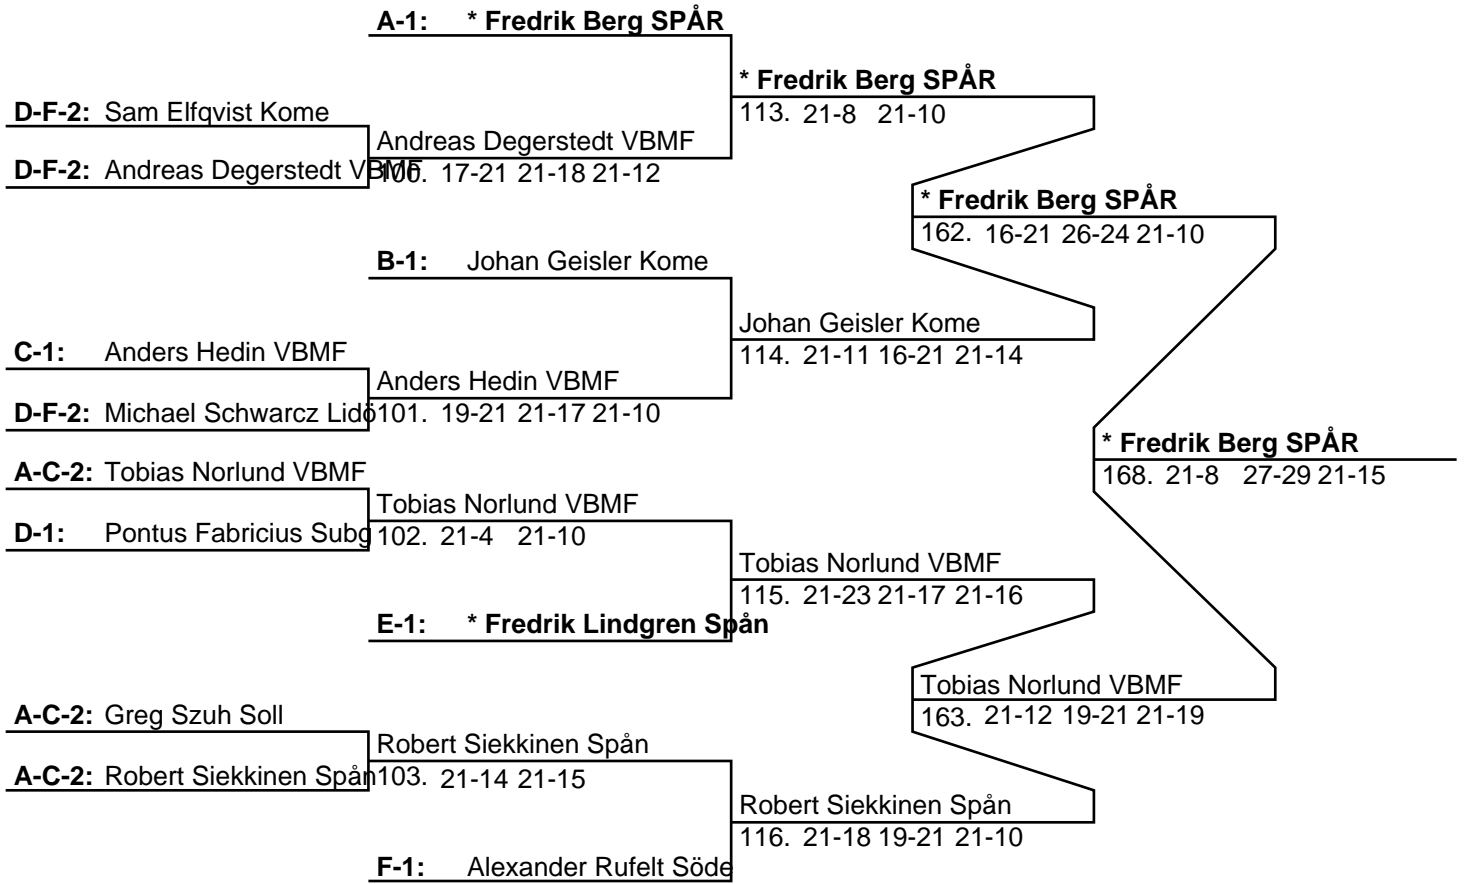 A-1: * Fredrik Berg SPÅR
* Fredrik Berg SPÅR
113. 21-8 21-10
D-F-2: Sam Elfqvist Kome
Andreas Degerstedt VBMF
100. 17-21 21-18 21-12
D-F-2: Andreas Degerstedt VBMF
* Fredrik Berg SPÅR
162. 16-21 26-24 21-10
B-1: Johan Geisler Kome
Johan Geisler Kome
114. 21-11 16-21 21-14
C-1: Anders Hedin VBMF
Anders Hedin VBMF
101. 19-21 21-17 21-10
D-F-2: Michael Schwarcz Lidö
* Fredrik Berg SPÅR
168. 21-8 27-29 21-15
A-C-2: Tobias Norlund VBMF
Tobias Norlund VBMF
102. 21-4 21-10
D-1: Pontus Fabricius Subg
Tobias Norlund VBMF
115. 21-23 21-17 21-16
E-1: * Fredrik Lindgren Spån
Tobias Norlund VBMF
163. 21-12 19-21 21-19
A-C-2: Greg Szuh Soll
Robert Siekkinen Spån
103. 21-14 21-15
A-C-2: Robert Siekkinen Spån
Robert Siekkinen Spån
116. 21-18 19-21 21-10
F-1: Alexander Rufelt Söde